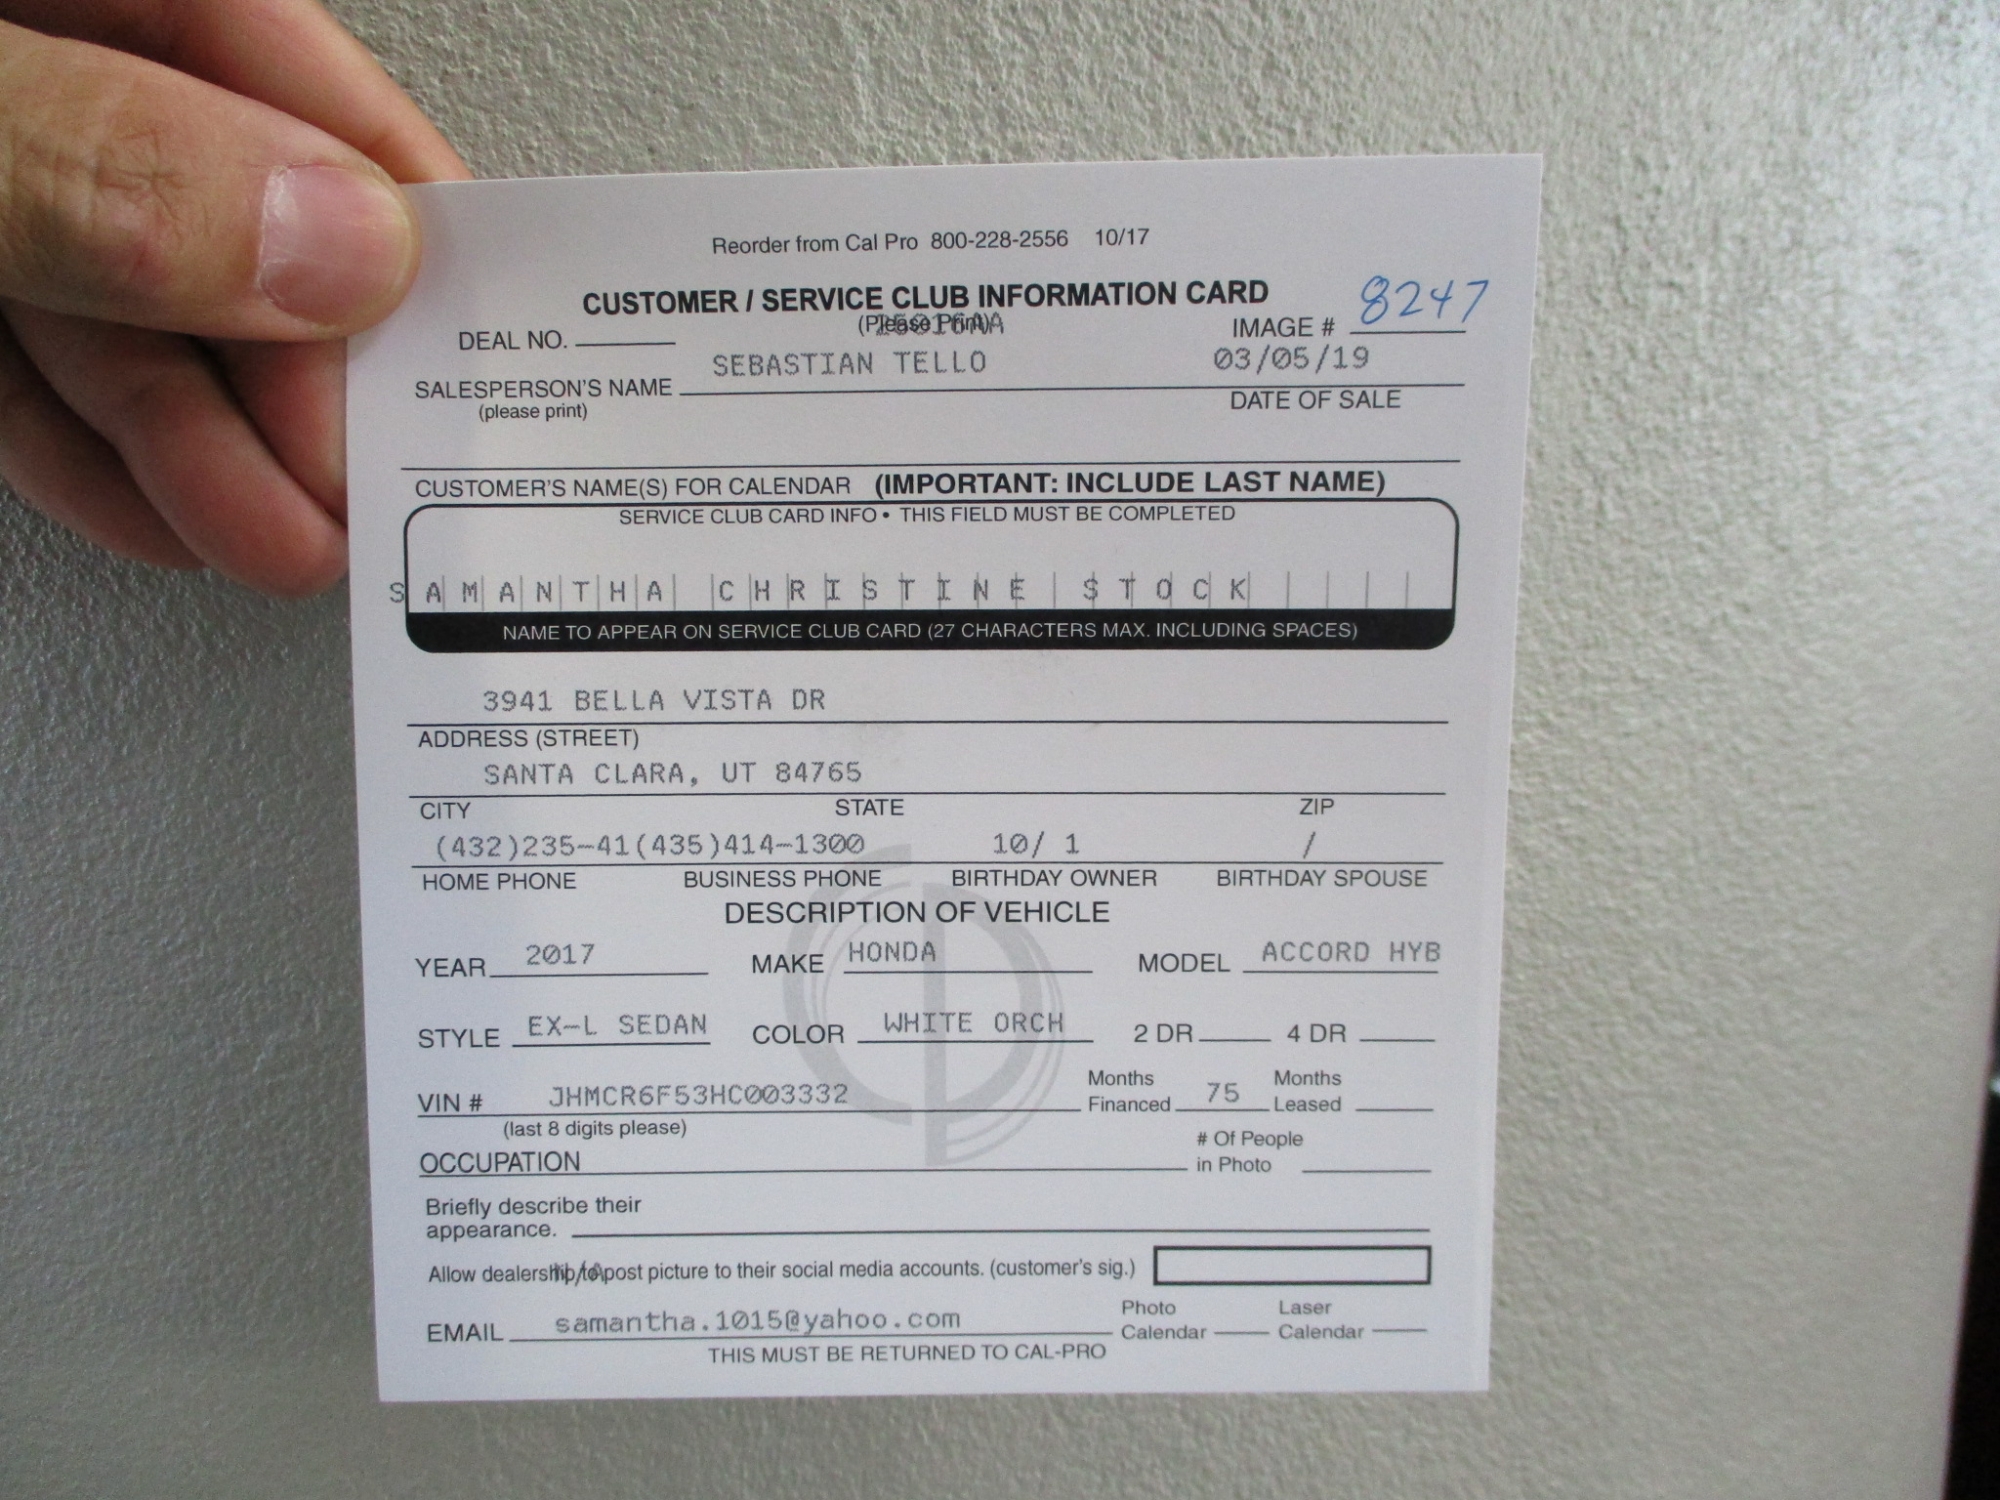 Reorder from Cal Pro 800-228-2556 10/17
CUSTOMER / SERVICE CLUB INFORMATION CARD
(Please Print)
DEAL NO. IMAGE # 8247
SEBASTIAN TELLO 03/05/19
SALESPERSON'S NAME DATE OF SALE
(please print)
CUSTOMER'S NAME(S) FOR CALENDAR (IMPORTANT: INCLUDE LAST NAME)
SERVICE CLUB CARD INFO • THIS FIELD MUST BE COMPLETED
SAMANTHA CHRISTINE STOCK
NAME TO APPEAR ON SERVICE CLUB CARD (27 CHARACTERS MAX. INCLUDING SPACES)
3941 BELLA VISTA DR
ADDRESS (STREET)
SANTA CLARA, UT 84765
CITY STATE ZIP
(432)235-41(435)414-1300 10/ 1 /
HOME PHONE BUSINESS PHONE BIRTHDAY OWNER BIRTHDAY SPOUSE
DESCRIPTION OF VEHICLE
YEAR 2017 MAKE HONDA MODEL ACCORD HYB
STYLE EX-L SEDAN COLOR WHITE ORCH 2 DR 4 DR
VIN # JHMCR6F53HC003332 Months Financed 75 Months Leased
(last 8 digits please)
OCCUPATION # Of People in Photo
Briefly describe their
appearance.
Allow dealership to post picture to their social media accounts. (customer's sig.)
N/A
EMAIL samantha.1015@yahoo.com Photo Calendar Laser Calendar
THIS MUST BE RETURNED TO CAL-PRO